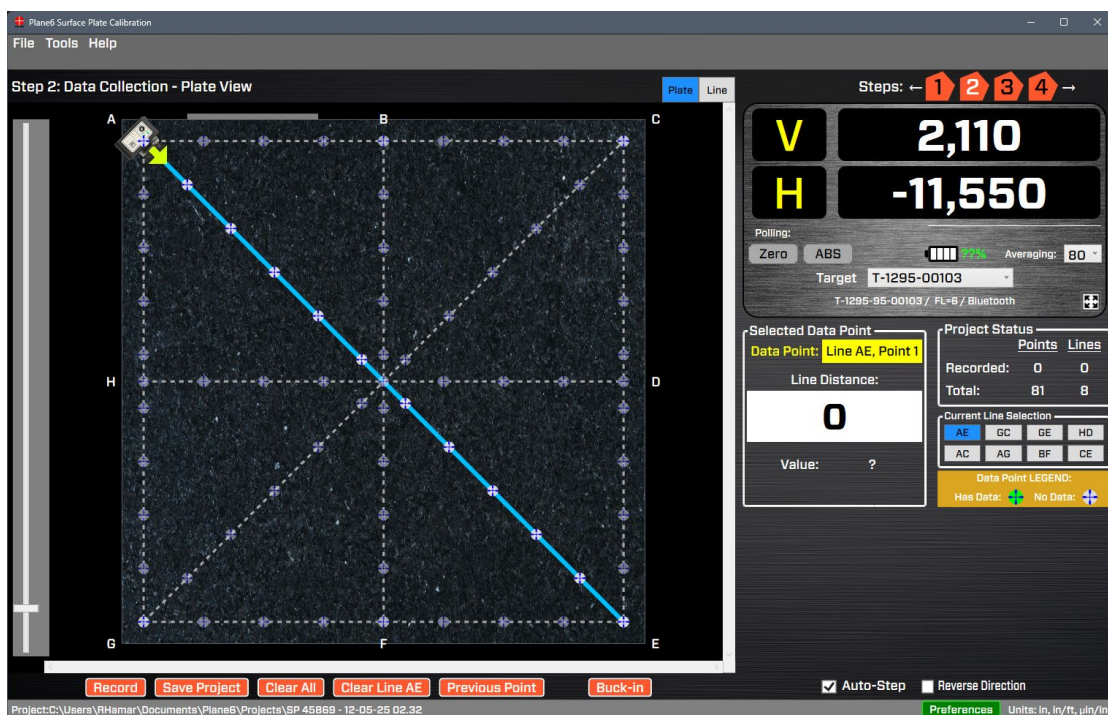 Plane6 Surface Plate Calibration
File Tools Help
Step 2: Data Collection - Plate View
Plate Line
Steps: ← 1 2 3 4 →
A B C
H D
G F E
V 2,110
H -11,550
Polling:
Zero ABS ??% Averaging: 80
Target T-1295-00103
T-1295-95-00103 / FL=6 / Bluetooth
Selected Data Point
Data Point: Line AE, Point 1
Line Distance:
0
Value: ?
Project Status
Points Lines
Recorded: 0 0
Total: 81 8
Current Line Selection
AE GC GE HD
AC AG BF CE
Data Point LEGEND:
Has Data: No Data:
Record Save Project Clear All Clear Line AE Previous Point Buck-in
Auto-Step Reverse Direction
Project:C:\Users\RHamar\Documents\Plane6\Projects\SP 45869 - 12-05-25 02.32
Preferences Units: in, in/ft, µin/in